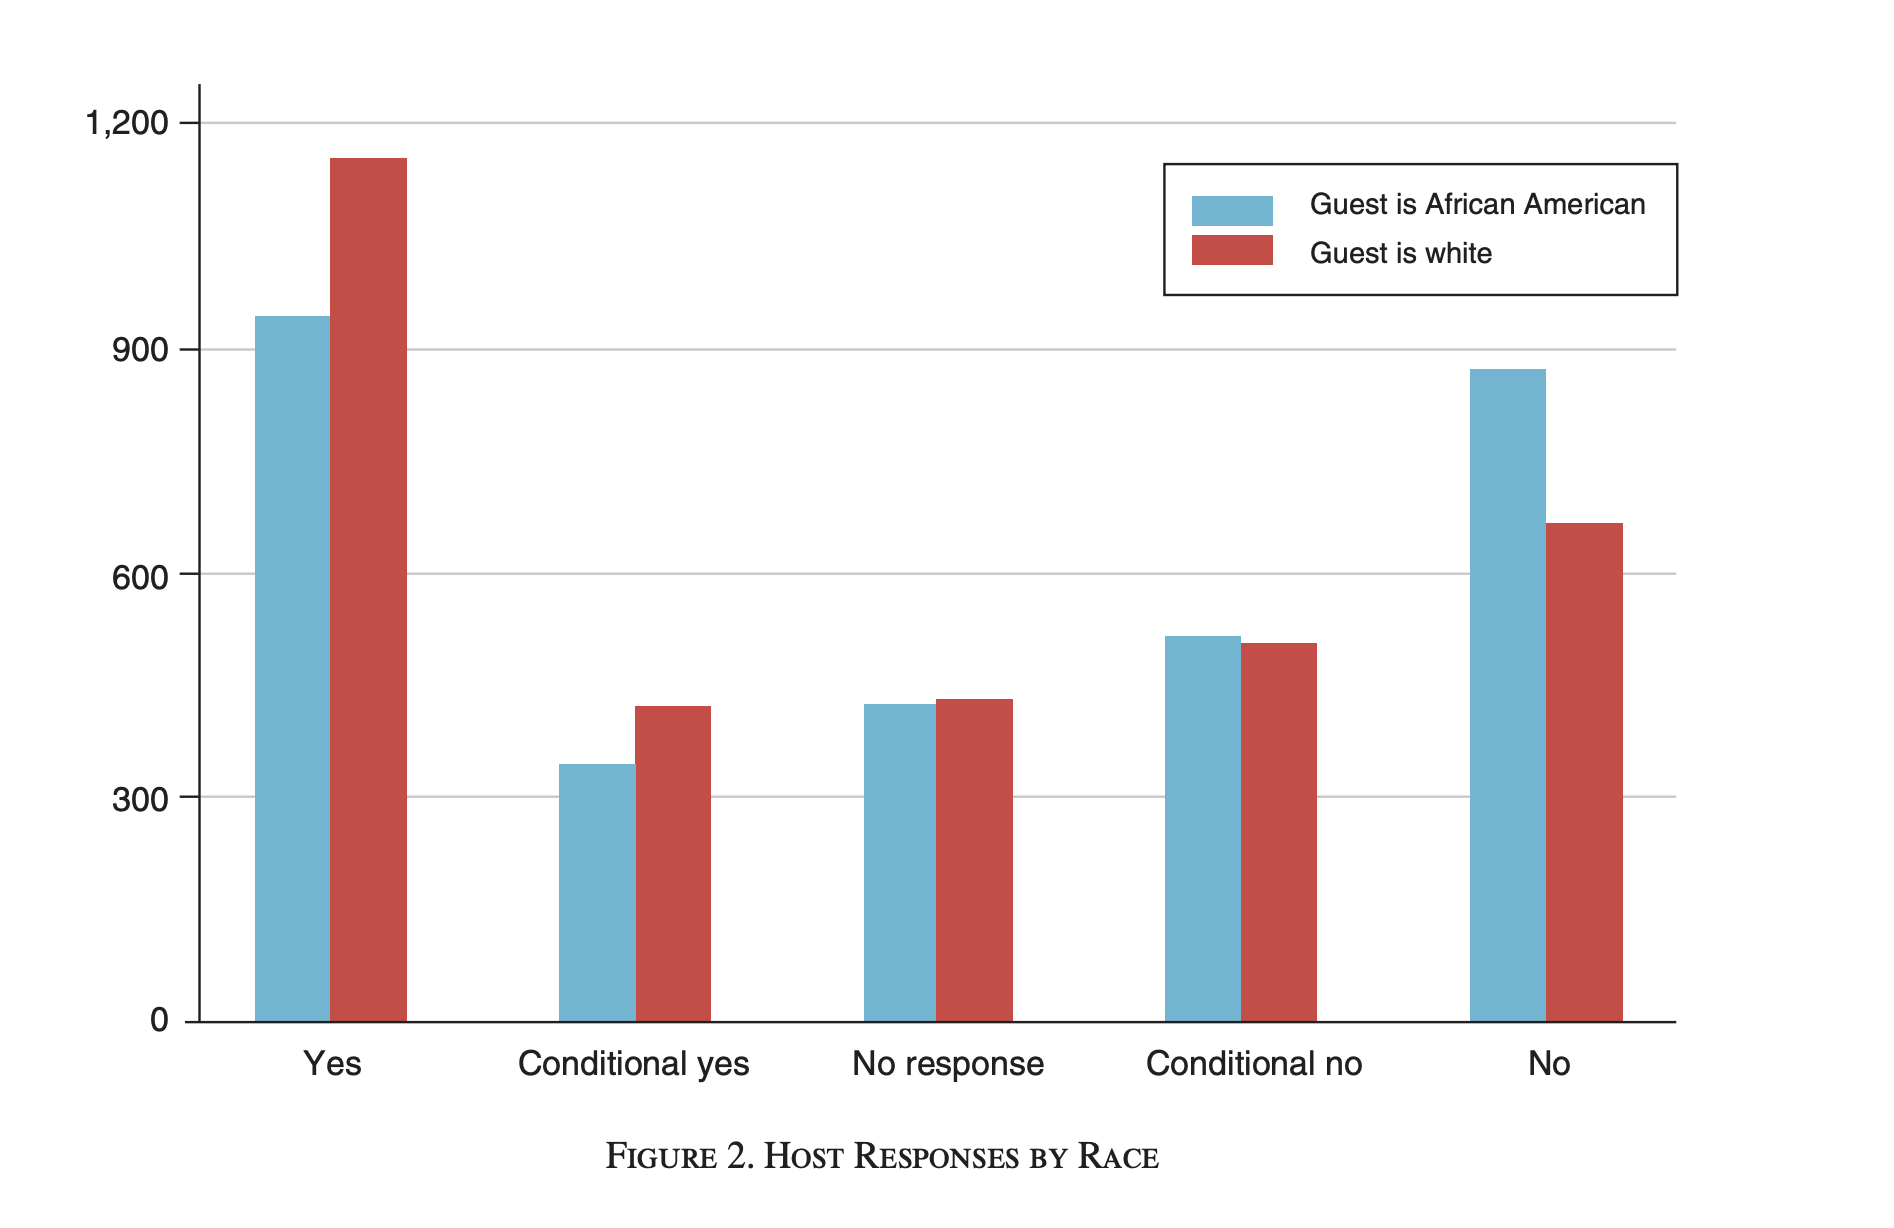 1,200
900
600
300
0
Guest is African American
Guest is white
Yes
Conditional yes
No response
Conditional no
No
FIGURE 2. HOST RESPONSES BY RACE